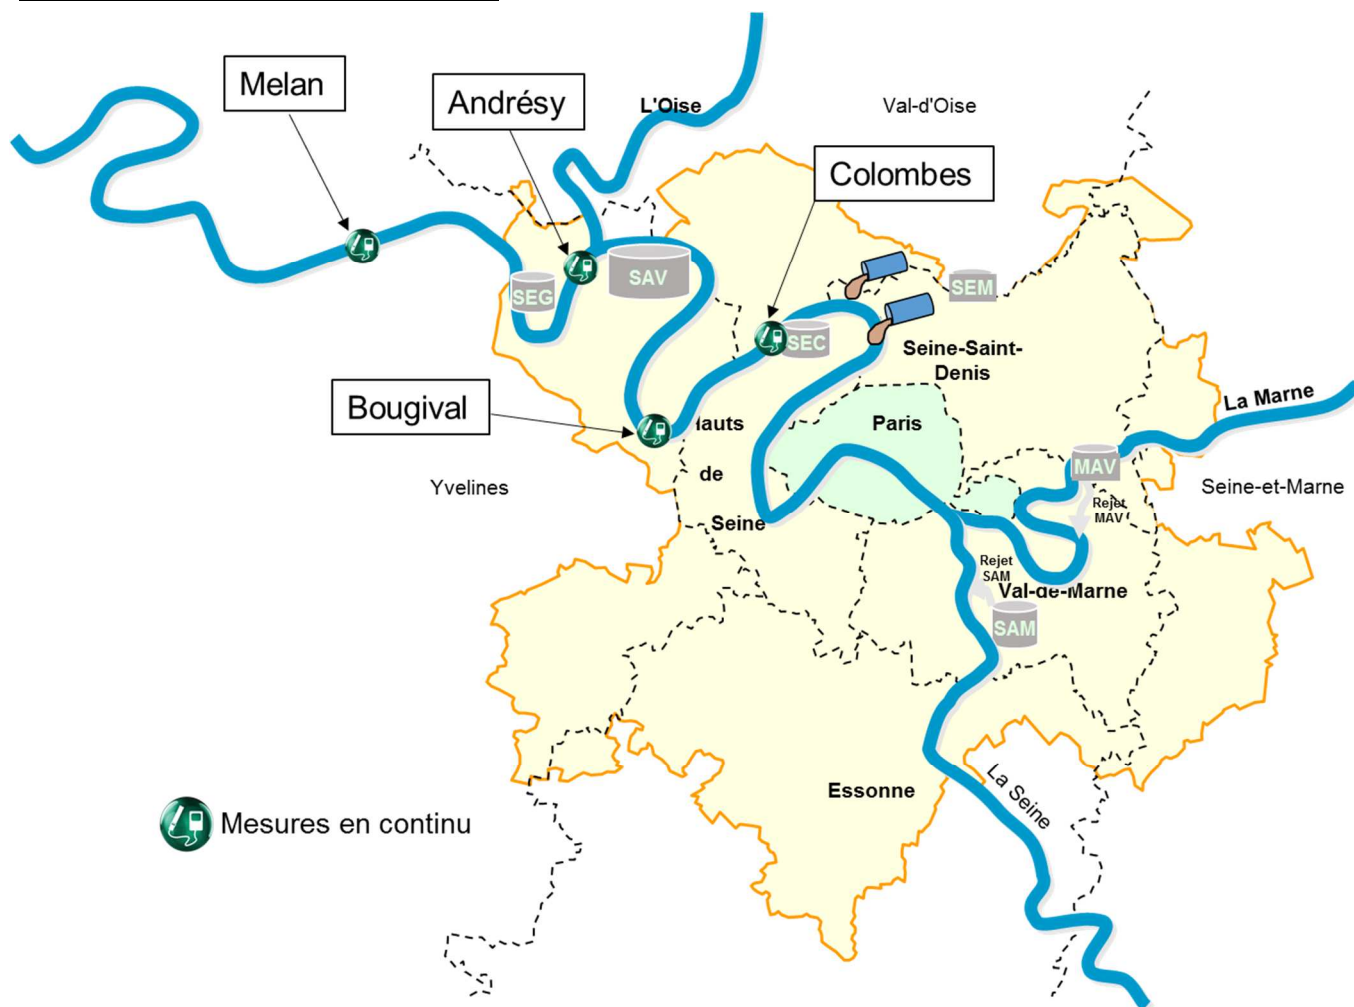 Melan
Andrésy
L'Oise
Val-d'Oise
Colombes
SAV
SEG
SEM
SEC
Seine-Saint-
Denis
Bougival
La Marne
Paris
lauts
de
Seine
MAV
Yvelines
Seine-et-Marne
Rejet
MAV
Rejet
SAM
Val-de-Marne
SAM
La Seine
Essonne
Mesures en continu